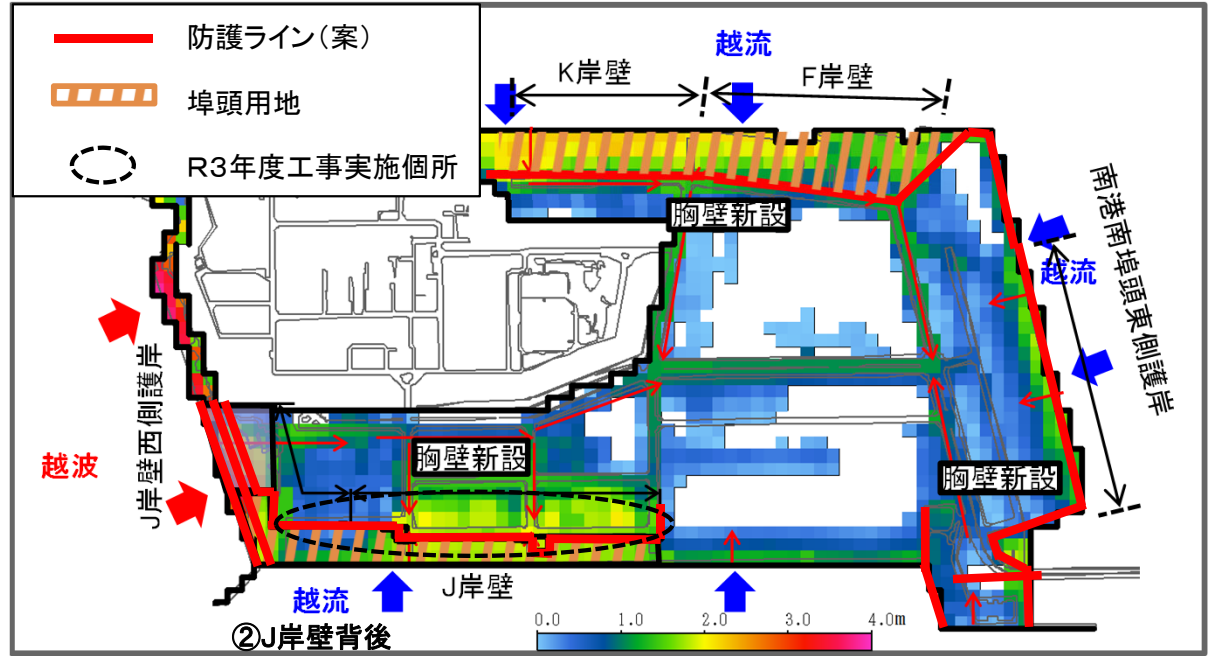 防護ライン（案）
埠頭用地
R3年度工事実施個所
越流
K岸壁
F岸壁
胸壁新設
南港南埠頭東側護岸
越流
J岸壁西側護岸
越波
胸壁新設
胸壁新設
J岸壁
越流
②J岸壁背後
0.0 1.0 2.0 3.0 4.0m